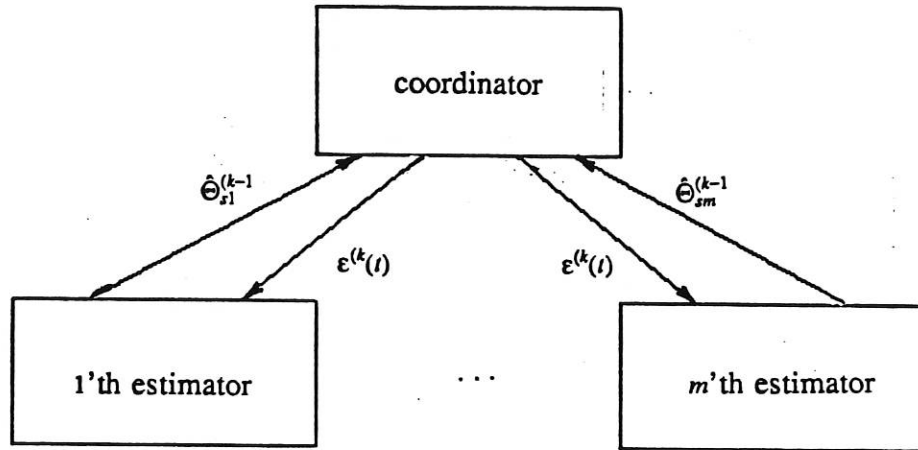 coordinator
Θ̂_{s1}^{(k-1}
Θ̂_{sm}^{(k-1}
ε^{(k}(t)
ε^{(k}(t)
1'th estimator
...
m'th estimator